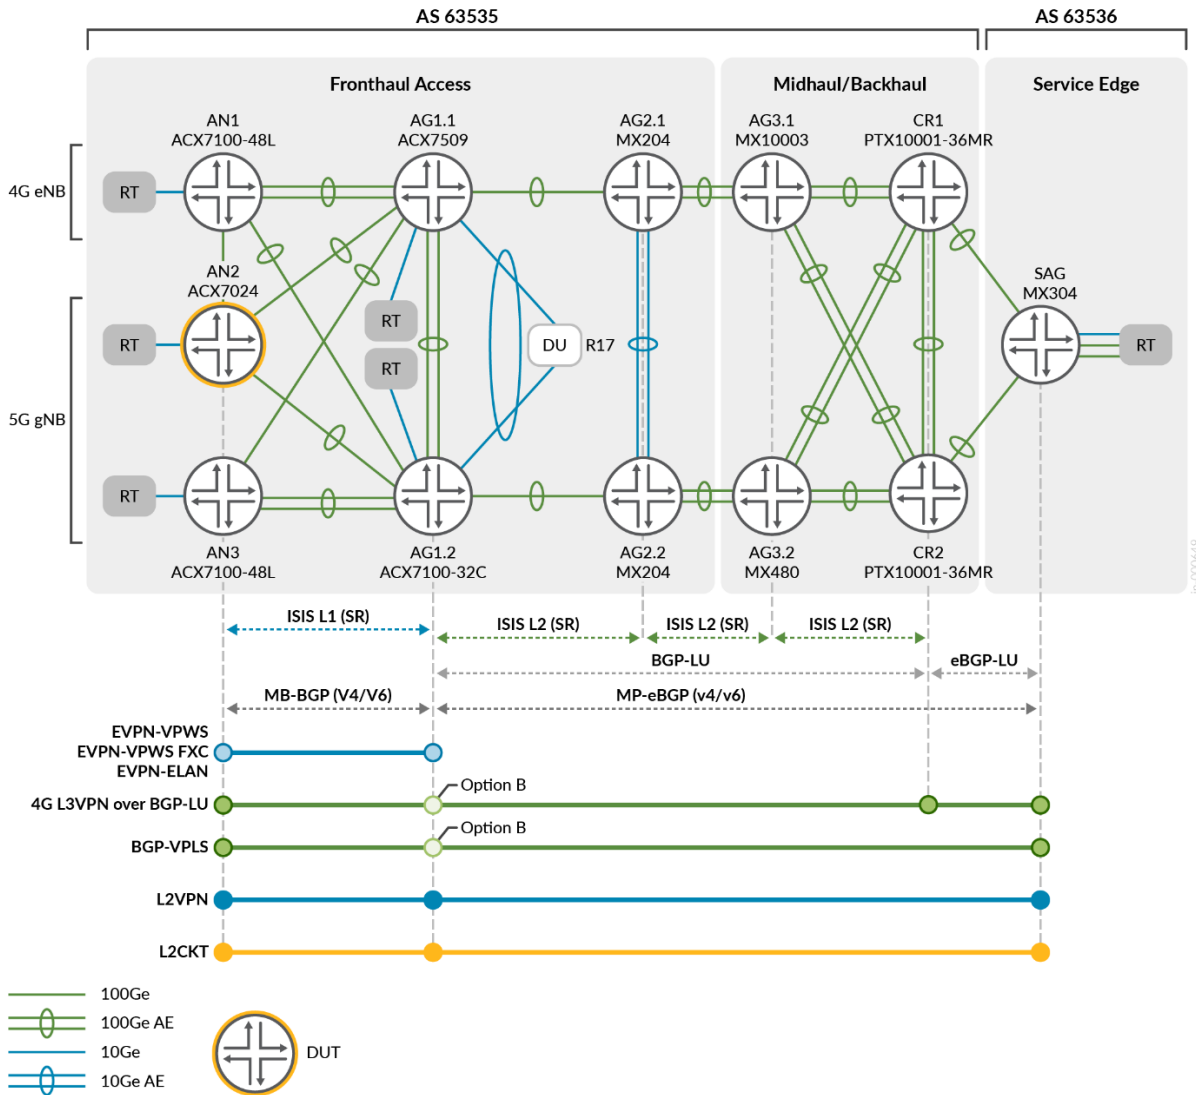 AS 63535
AS 63536
Fronthaul Access
Midhaul/Backhaul
Service Edge
AN1
ACX7100-48L
AG1.1
ACX7509
AG2.1
MX204
AG3.1
MX10003
CR1
PTX10001-36MR
4G eNB
RT
AN2
ACX7024
SAG
MX304
RT
RT
RT
DU
R17
RT
5G gNB
RT
AN3
ACX7100-48L
AG1.2
ACX7100-32C
AG2.2
MX204
AG3.2
MX480
CR2
PTX10001-36MR
jn-000449
ISIS L1 (SR)
ISIS L2 (SR)
ISIS L2 (SR)
ISIS L2 (SR)
BGP-LU
eBGP-LU
MB-BGP (V4/V6)
MP-eBGP (v4/v6)
EVPN-VPWS
EVPN-VPWS FXC
EVPN-ELAN
Option B
4G L3VPN over BGP-LU
Option B
BGP-VPLS
L2VPN
L2CKT
100Ge
100Ge AE
10Ge
10Ge AE
DUT